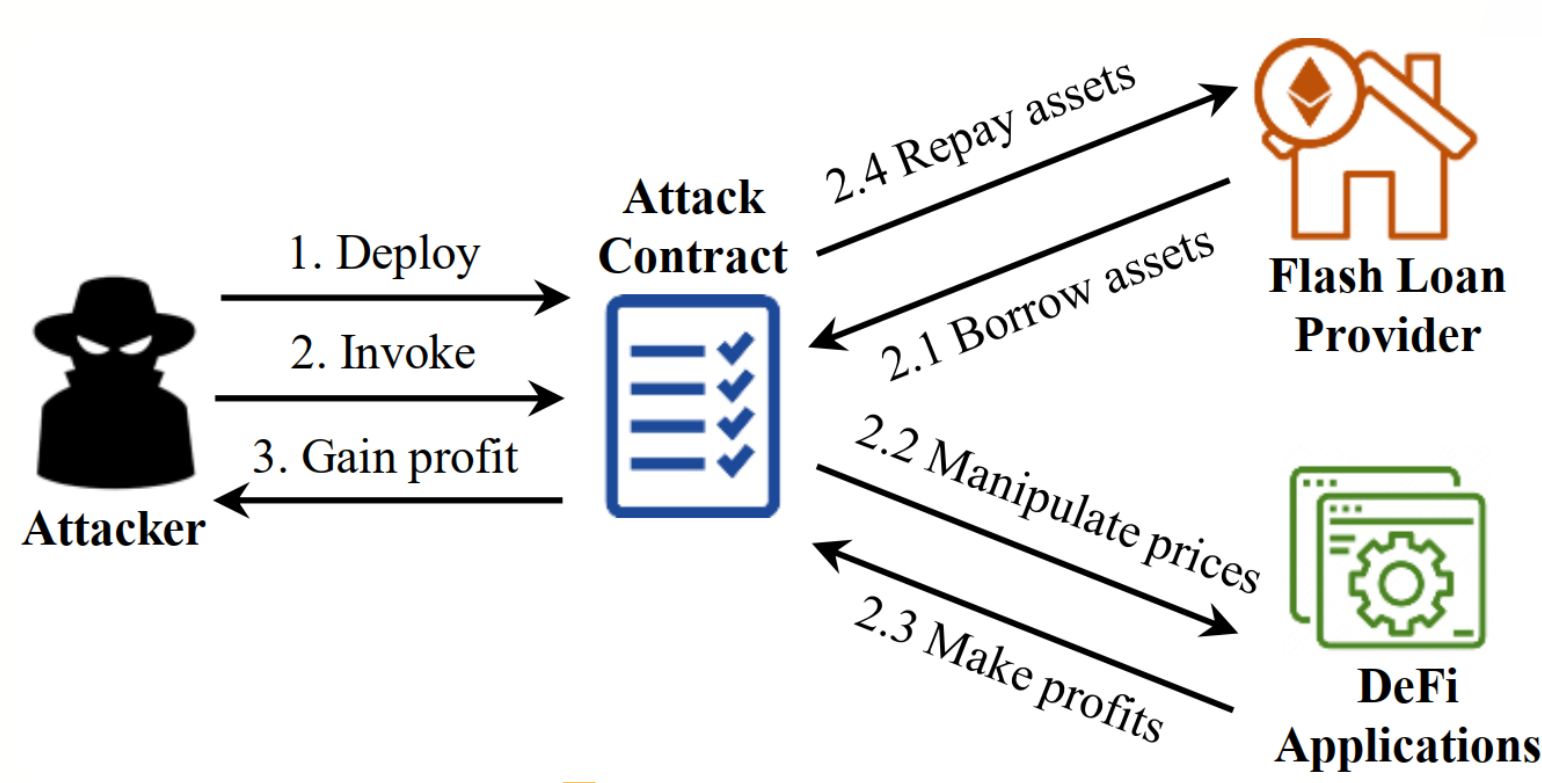 1. Deploy
2. Invoke
3. Gain profit
Attacker
Attack
Contract
2.4 Repay assets
2.1 Borrow assets
2.2 Manipulate prices
2.3 Make profits
Flash Loan
Provider
DeFi
Applications